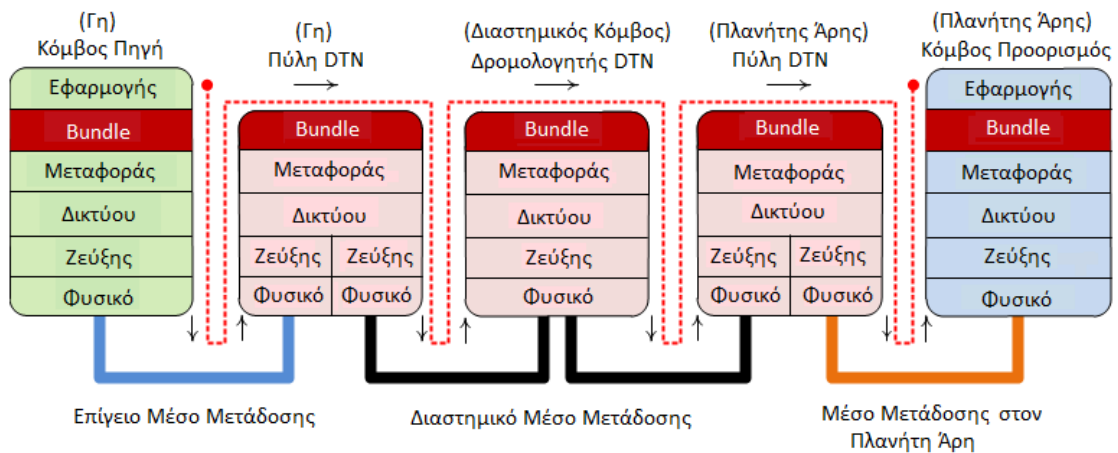 (Γη)
Κόμβος Πηγή
(Γη)
Πύλη DTN
(Διαστημικός Κόμβος)
Δρομολογητής DTN
(Πλανήτης Άρης)
Πύλη DTN
(Πλανήτης Άρης)
Κόμβος Προορισμός
Εφαρμογής
Bundle
Μεταφοράς
Δικτύου
Ζεύξης
Φυσικό
Bundle
Μεταφοράς
Δικτύου
Ζεύξης Ζεύξης
Φυσικό Φυσικό
Bundle
Μεταφοράς
Δικτύου
Ζεύξης
Φυσικό
Bundle
Μεταφοράς
Δικτύου
Ζεύξης Ζεύξης
Φυσικό Φυσικό
Εφαρμογής
Bundle
Μεταφοράς
Δικτύου
Ζεύξης
Φυσικό
Επίγειο Μέσο Μετάδοσης
Διαστημικό Μέσο Μετάδοσης
Μέσο Μετάδοσης στον
Πλανήτη Άρη